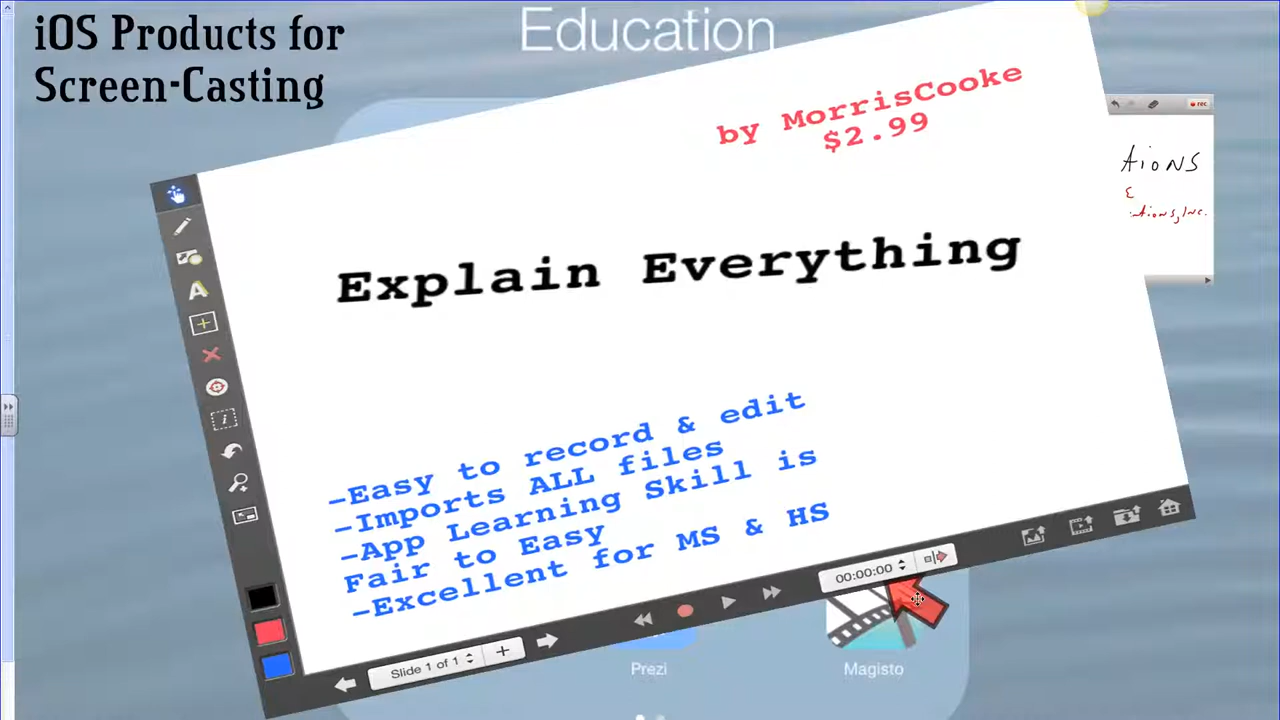 iOS Products for
Screen-Casting
Education
by MorrisCooke
$2.99
rec
AioNS
Explain Everything
-Easy to record & edit
-Imports ALL files
-App Learning Skill is
Fair to Easy
-Excellent for MS & HS
00:00:00
Slide 1 of 1
Prezi
Magisto